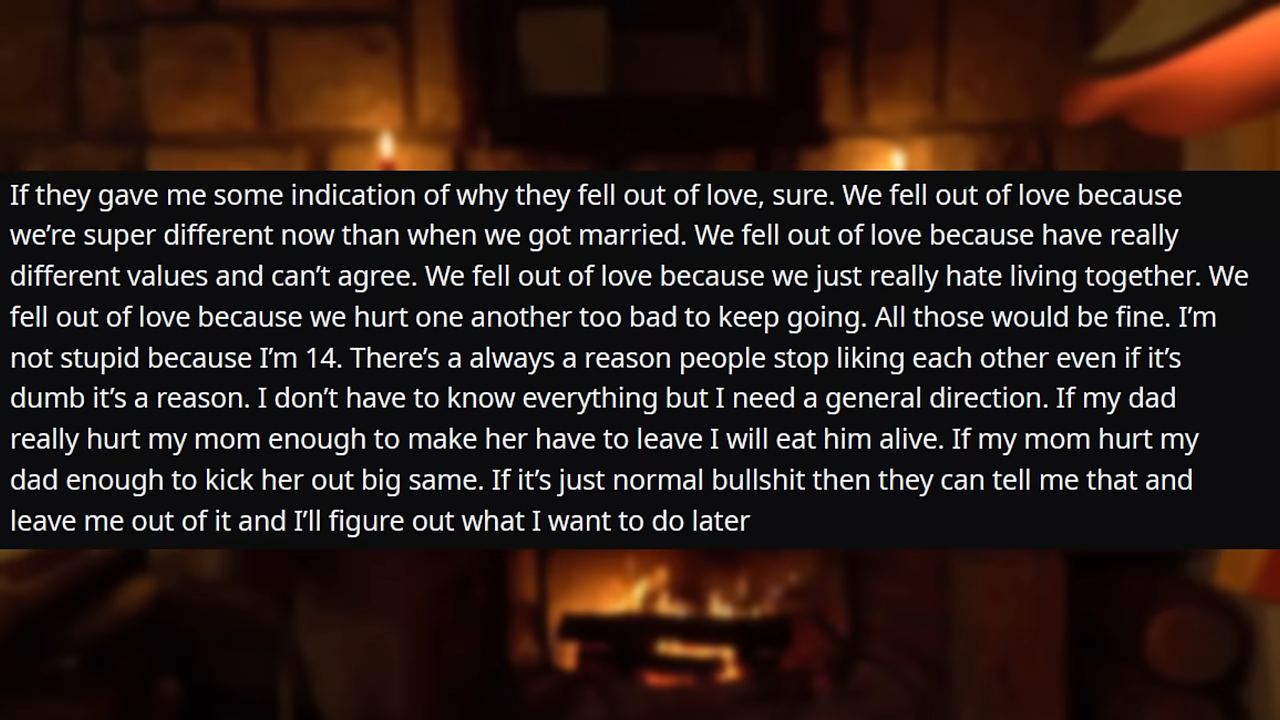 If they gave me some indication of why they fell out of love, sure. We fell out of love because
we’re super different now than when we got married. We fell out of love because have really
different values and can’t agree. We fell out of love because we just really hate living together. We
fell out of love because we hurt one another too bad to keep going. All those would be fine. I’m
not stupid because I’m 14. There’s a always a reason people stop liking each other even if it’s
dumb it’s a reason. I don’t have to know everything but I need a general direction. If my dad
really hurt my mom enough to make her have to leave I will eat him alive. If my mom hurt my
dad enough to kick her out big same. If it’s just normal bullshit then they can tell me that and
leave me out of it and I’ll figure out what I want to do later